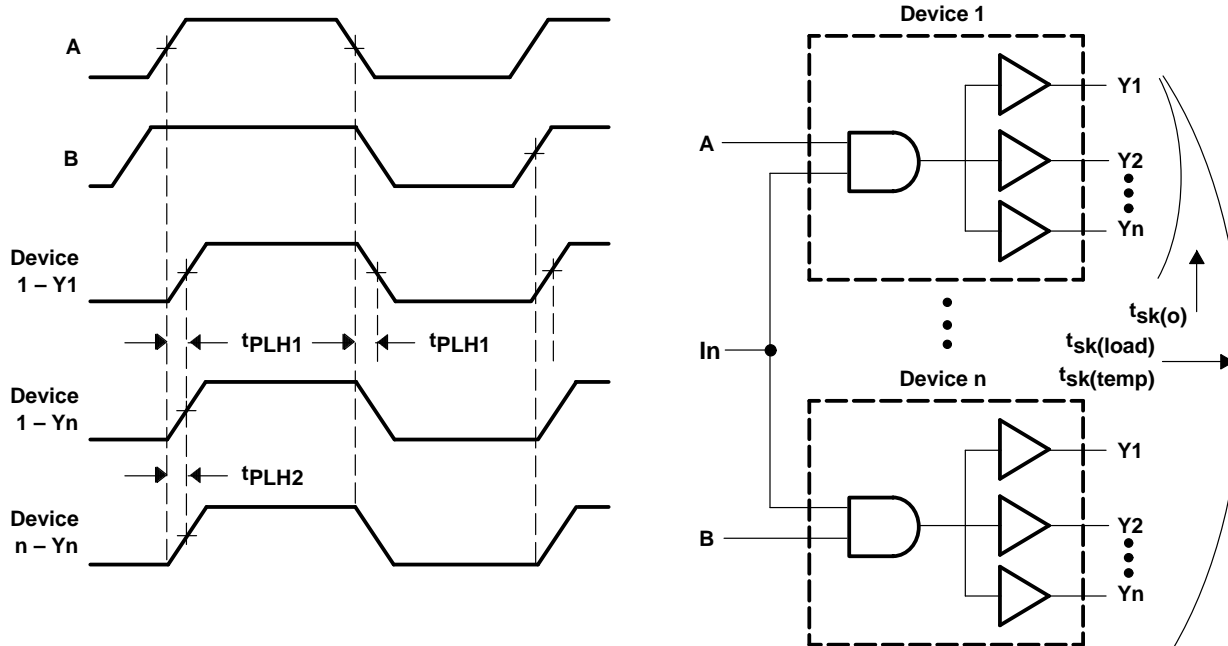 A
B
Device
1 – Y1
tPLH1
tPLH1
Device
1 – Yn
tPLH2
Device
n – Yn
Device 1
A
Y1
Y2
Yn
tsk(o)
In
tsk(load)
tsk(temp)
Device n
B
Y1
Y2
Yn